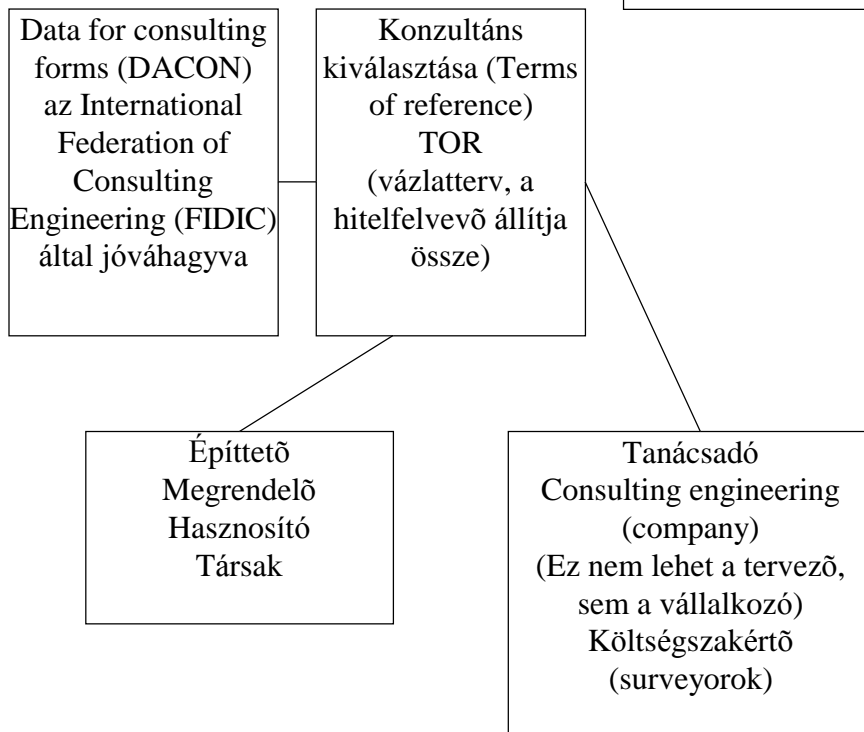 Data for consulting
forms (DACON)
az International
Federation of
Consulting
Engineering (FIDIC)
által jóváhagyva
Konzultáns
kiválasztása (Terms
of reference)
TOR
(vázlatterv, a
hitelfelvevõ állítja
össze)
Építtetõ
Megrendelõ
Hasznosító
Társak
Tanácsadó
Consulting engineering
(company)
(Ez nem lehet a tervezõ,
sem a vállalkozó)
Költségszakértõ
(surveyorok)